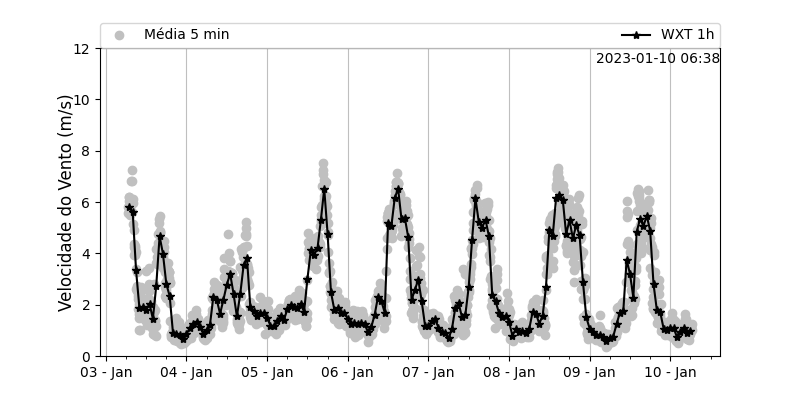 Média 5 min
WXT 1h
2023-01-10 06:38
Velocidade do Vento (m/s)
12
10
8
6
4
2
0
03 - Jan
04 - Jan
05 - Jan
06 - Jan
07 - Jan
08 - Jan
09 - Jan
10 - Jan